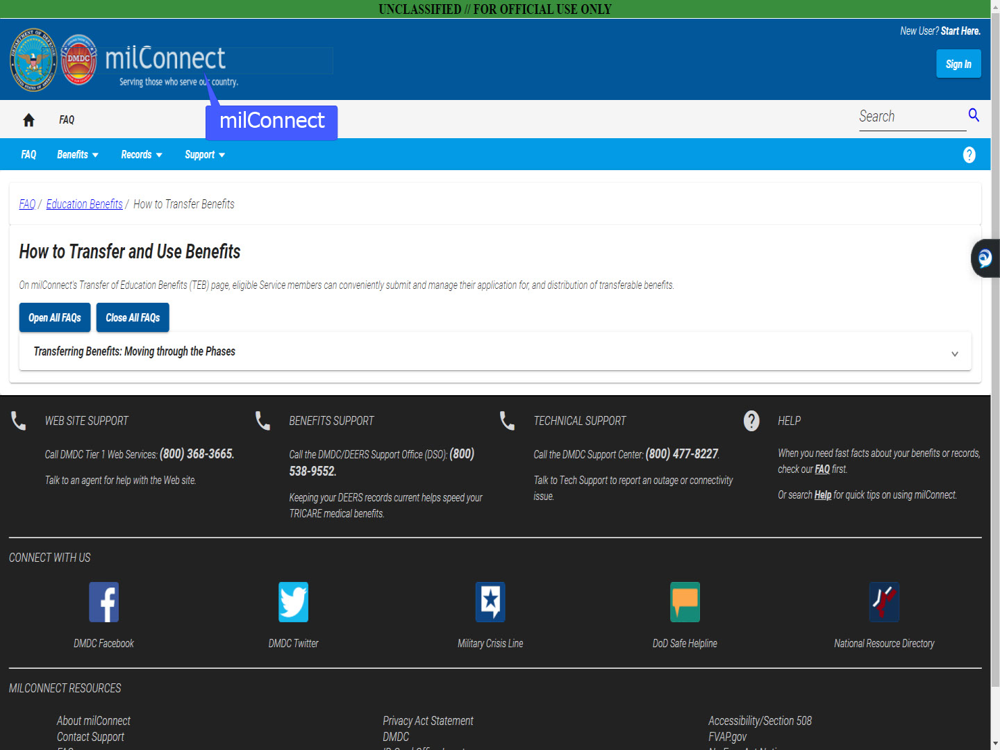 UNCLASSIFIED // FOR OFFICIAL USE ONLY
New User? Start Here.
DMDC
milConnect
Serving those who serve our country.
Sign In
milConnect
FAQ
Search
FAQ
Benefits
Records
Support
FAQ / Education Benefits / How to Transfer Benefits
How to Transfer and Use Benefits
On milConnect's Transfer of Education Benefits (TEB) page, eligible Service members can conveniently submit and manage their application for, and distribution of transferable benefits.
Open All FAQs
Close All FAQs
Transferring Benefits: Moving through the Phases
WEB SITE SUPPORT
Call DMDC Tier 1 Web Services: (800) 368-3665.
Talk to an agent for help with the Web site.
BENEFITS SUPPORT
Call the DMDC/DEERS Support Office (DSO): (800)
538-9552.
Keeping your DEERS records current helps speed your
TRICARE medical benefits.
TECHNICAL SUPPORT
Call the DMDC Support Center: (800) 477-8227.
Talk to Tech Support to report an outage or connectivity
issue.
HELP
When you need fast facts about your benefits or records,
check our FAQ first.
Or search Help for quick tips on using milConnect.
CONNECT WITH US
DMDC Facebook
DMDC Twitter
Military Crisis Line
DoD Safe Helpline
National Resource Directory
MILCONNECT RESOURCES
About milConnect
Contact Support
Privacy Act Statement
DMDC
Accessibility/Section 508
FVAP.gov